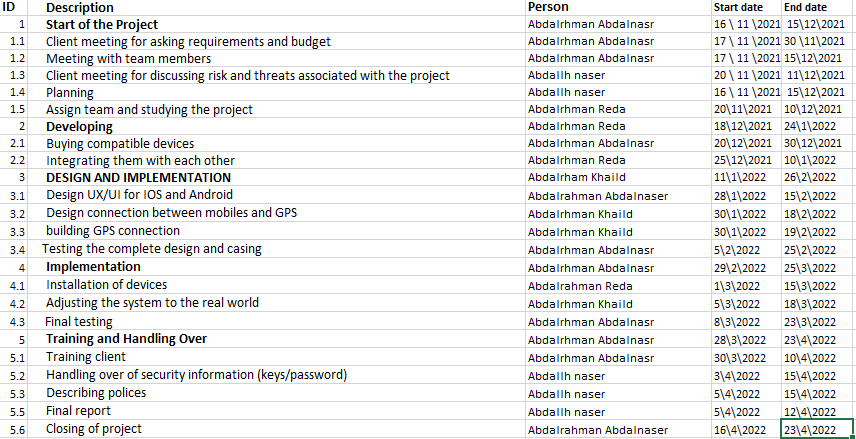 ID Description Person Start date End date
1 Start of the Project Abdalrhman Abdalnasr 16 \ 11 \2021 15\12\2021
1.1 Client meeting for asking requirements and budget Abdalrhman Abdalnasr 17 \ 11 \2021 30 \11\2021
1.2 Meeting with team members Abdalrhman Abdalnasr 17 \ 11 \2021 15\12\2021
1.3 Client meeting for discussing risk and threats associated with the project Abdallh naser 20 \ 11 \2021 11\12\2021
1.4 Planning Abdallh naser 16 \ 11 \2021 15\12\2021
1.5 Assign team and studying the project Abdalrhman Reda 20\11\2021 10\12\2021
2 Developing Abdalrhman Reda 18\12\2021 24\1\2022
2.1 Buying compatible devices Abdalrhman Abdalnasr 20\12\2021 30\12\2021
2.2 Integrating them with each other Abdalrhman Reda 25\12\2021 10\1\2022
3 DESIGN AND IMPLEMENTATION Abdalrham Khaild 11\1\2022 26\2\2022
3.1 Design UX/UI for IOS and Android Abdalrahman Abdalnaser 28\1\2022 15\2\2022
3.2 Design connection between mobiles and GPS Abdalrhman Khaild 30\1\2022 18\2\2022
3.3 building GPS connection Abdalrhman Khaild 30\1\2022 19\2\2022
3.4 Testing the complete design and casing Abdalrhman Abdalnasr 5\2\2022 25\2\2022
4 Implementation Abdalrhman Abdalnasr 29\2\2022 25\3\2022
4.1 Installation of devices Abdalrahman Reda 1\3\2022 15\3\2022
4.2 Adjusting the system to the real world Abdalrhman Khaild 5\3\2022 18\3\2022
4.3 Final testing Abdalrhman Abdalnasr 8\3\2022 23\3\2022
5 Training and Handling Over Abdalrhman Abdalnasr 28\3\2022 23\4\2022
5.1 Training client Abdalrhman Abdalnasr 30\3\2022 10\4\2022
5.2 Handling over of security information (keys/password) Abdallh naser 3\4\2022 15\4\2022
5.3 Describing polices Abdallh naser 5\4\2022 15\4\2022
5.5 Final report Abdallh naser 5\4\2022 12\4\2022
5.6 Closing of project Abdalrahman Abdalnaser 16\4\2022 23\4\2022